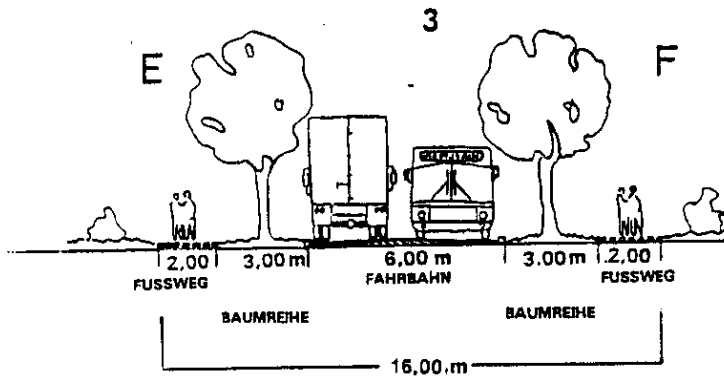 3
E
F
2,00 3,00 m 6,00 m 3.00 m .2,00
FUSSWEG FAHRBAHN FUSSWEG
BAUMREIHE BAUMREIHE
16,00 m